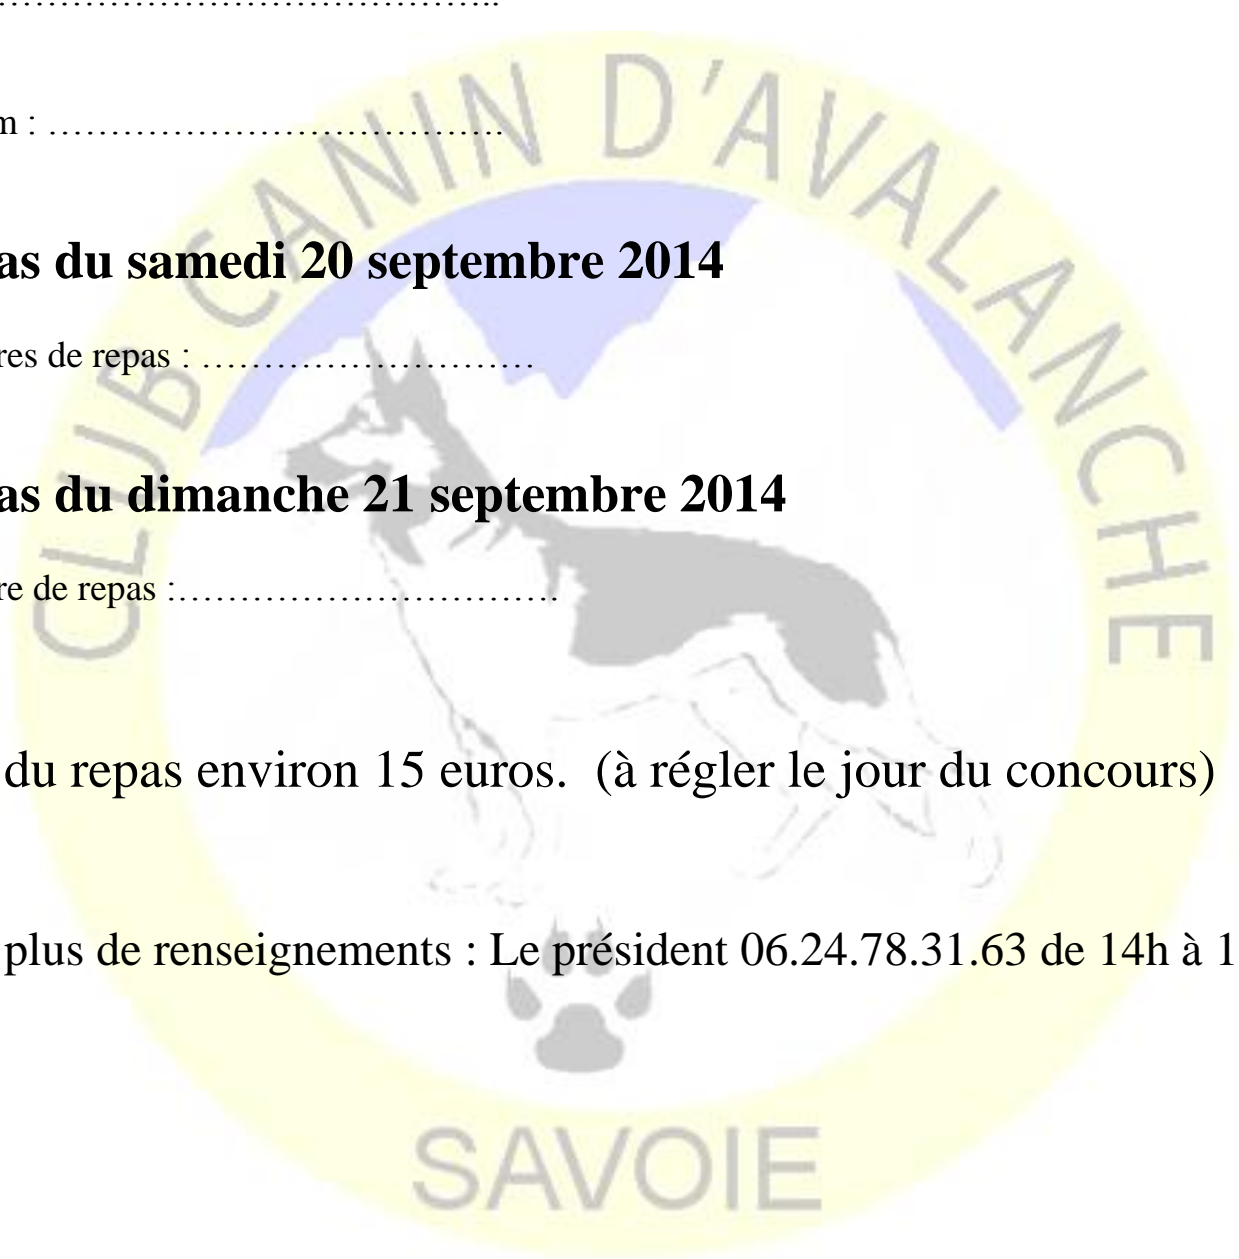 …………………………………..
m : ………………………………
as du samedi 20 septembre 2014
res de repas : ………………………
as du dimanche 21 septembre 2014
re de repas :………………………….
du repas environ 15 euros.  (à régler le jour du concours)
plus de renseignements : Le président 06.24.78.31.63 de 14h à 1
CLUB CANIN D'AVALANCHE
SAVOIE